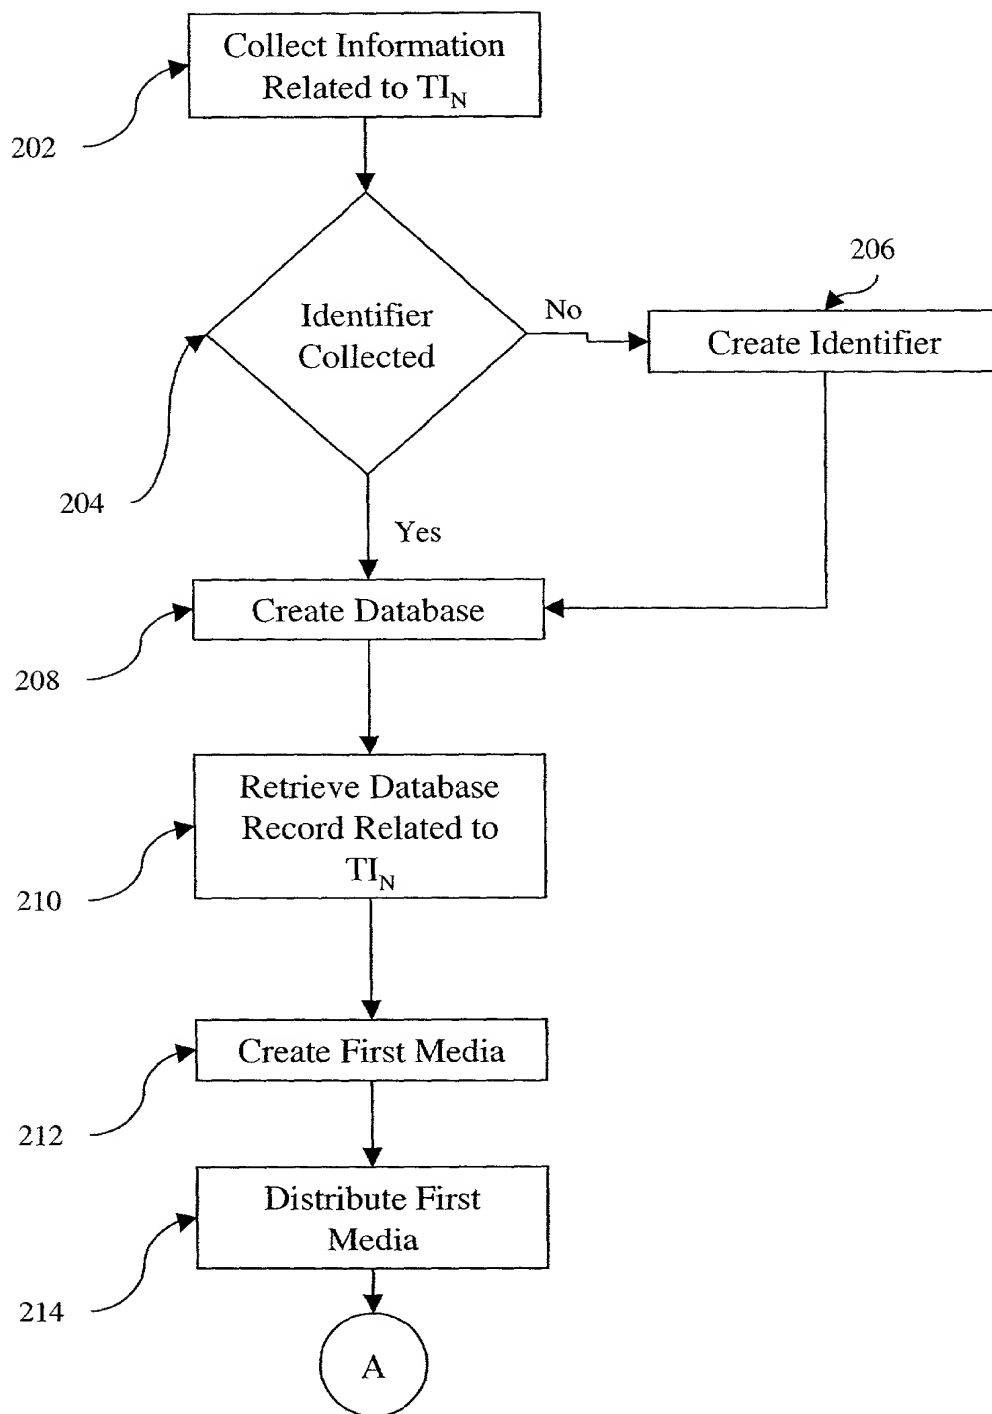 Collect Information
Related to TI_N
202
206
Identifier
Collected
No
Create Identifier
204
Yes
Create Database
208
Retrieve Database
Record Related to
TI_N
210
Create First Media
212
Distribute First
Media
214
A